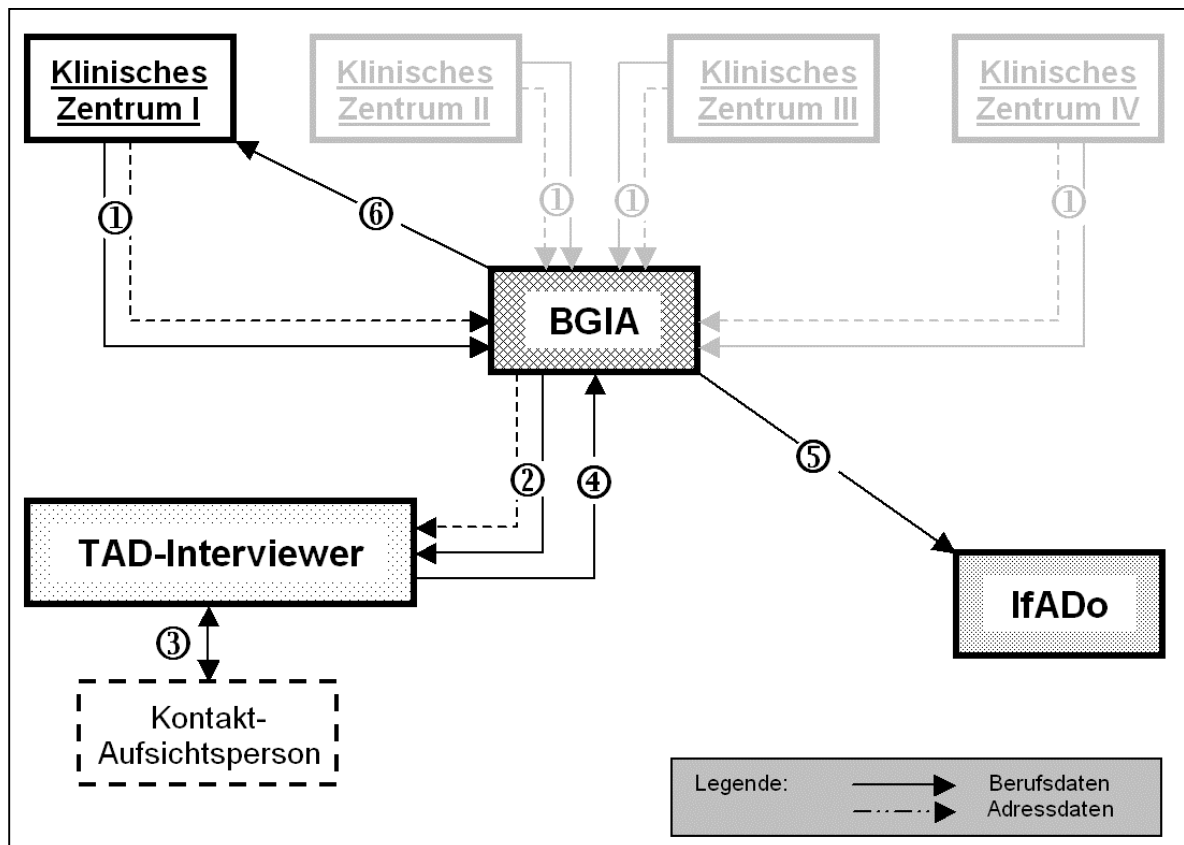 Klinisches
Zentrum I
Klinisches
Zentrum II
Klinisches
Zentrum III
Klinisches
Zentrum IV
①
①
①
①
⑥
BGIA
②
④
⑤
TAD-Interviewer
IfADo
③
Kontakt-
Aufsichtsperson
Legende:
Berufsdaten
Adressdaten